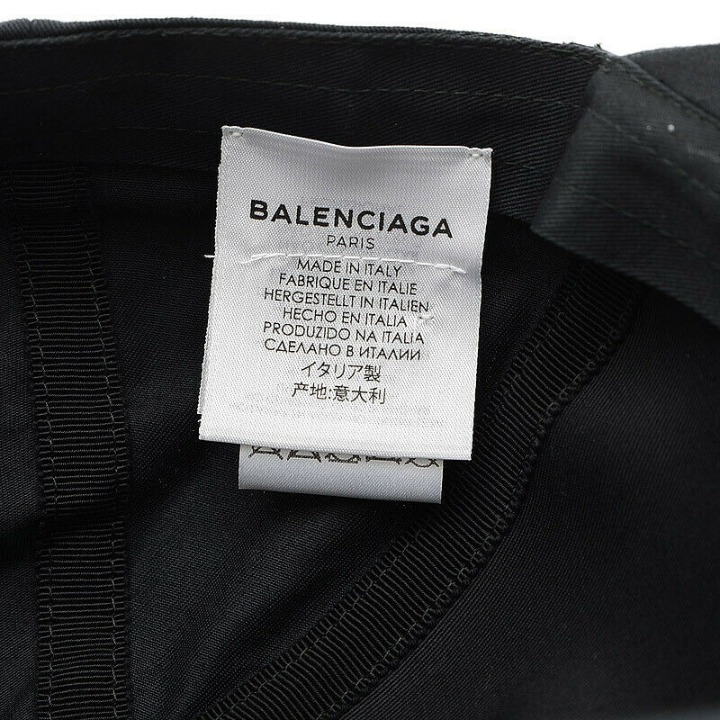 BALENCIAGA
PARIS
MADE IN ITALY
FABRIQUE EN ITALIE
HERGESTELLT IN ITALIEN
HECHO EN ITALIA
PRODUZIDO NA ITALIA
СДЕЛАНО В ИТАЛИИ
イタリア製
产地:意大利